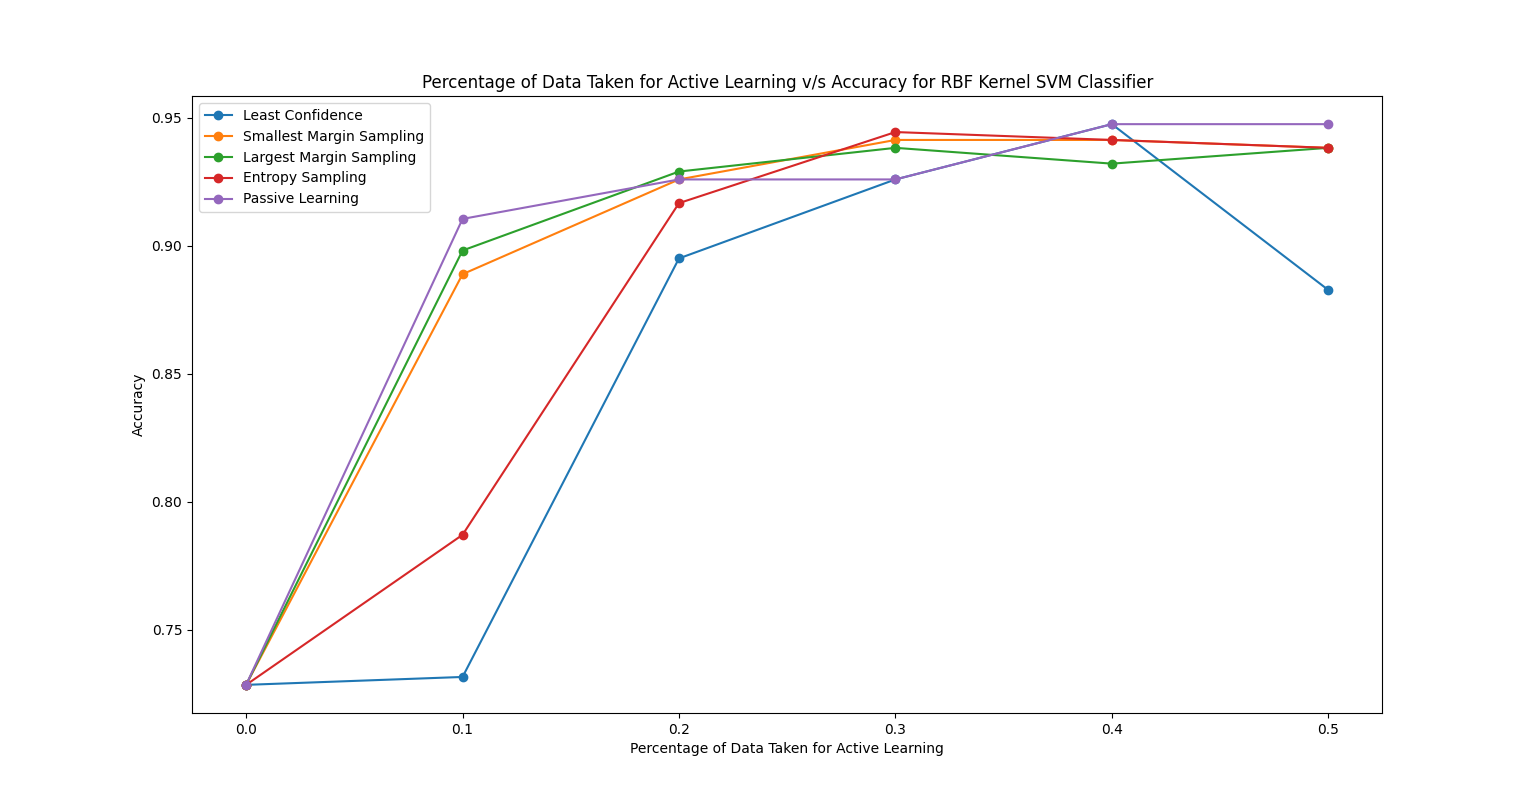 Percentage of Data Taken for Active Learning v/s Accuracy for RBF Kernel SVM Classifier
Least Confidence
Smallest Margin Sampling
Largest Margin Sampling
Entropy Sampling
Passive Learning
0.95
0.90
0.85
0.80
0.75
Accuracy
0.0
0.1
0.2
0.3
0.4
0.5
Percentage of Data Taken for Active Learning